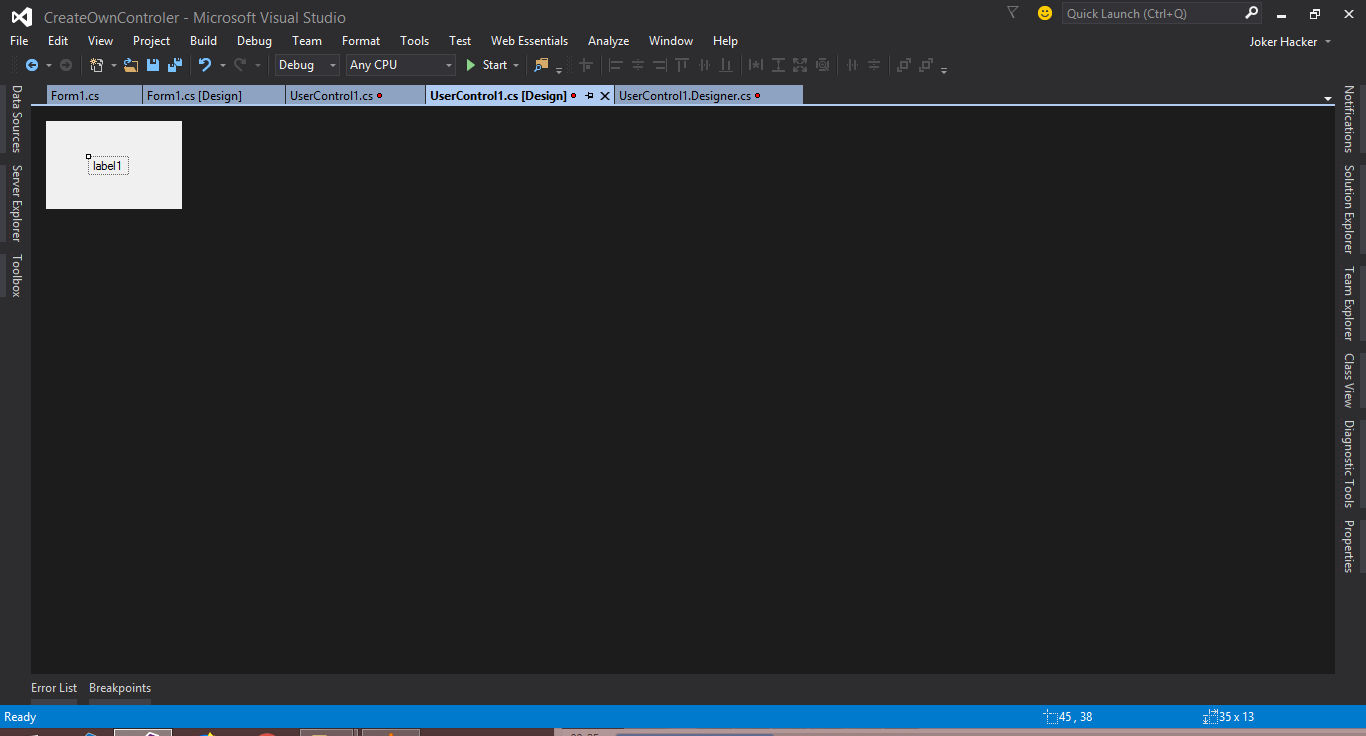 CreateOwnControler - Microsoft Visual Studio
Quick Launch (Ctrl+Q)
File Edit View Project Build Debug Team Format Tools Test Web Essentials Analyze Window Help
Joker Hacker
Debug Any CPU Start
Form1.cs Form1.cs [Design] UserControl1.cs UserControl1.cs [Design] UserControl1.Designer.cs
Data Sources
Server Explorer
Toolbox
label1
Notifications
Solution Explorer
Team Explorer
Class View
Diagnostic Tools
Properties
Error List Breakpoints
Ready 45 , 38 35 x 13